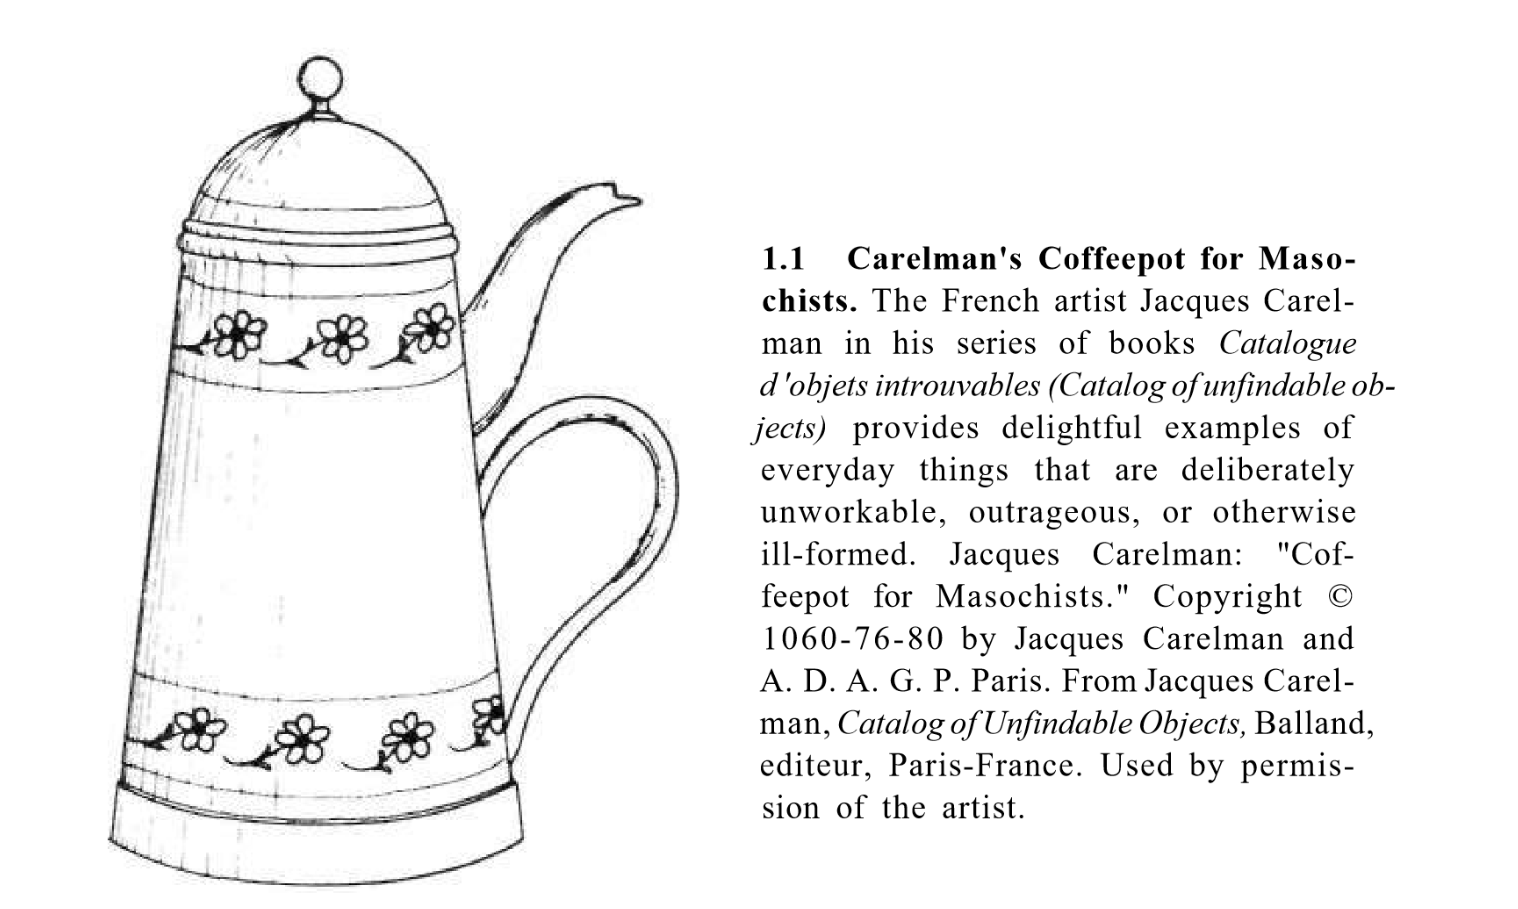 1.1 Carelman's Coffeepot for Maso-
chists. The French artist Jacques Carel-
man in his series of books Catalogue
d'objets introuvables (Catalog of unfindable ob-
jects) provides delightful examples of
everyday things that are deliberately
unworkable, outrageous, or otherwise
ill-formed. Jacques Carelman: "Cof-
feepot for Masochists." Copyright ©
1060-76-80 by Jacques Carelman and
A. D. A. G. P. Paris. From Jacques Carel-
man, Catalog of Unfindable Objects, Balland,
editeur, Paris-France. Used by permis-
sion of the artist.